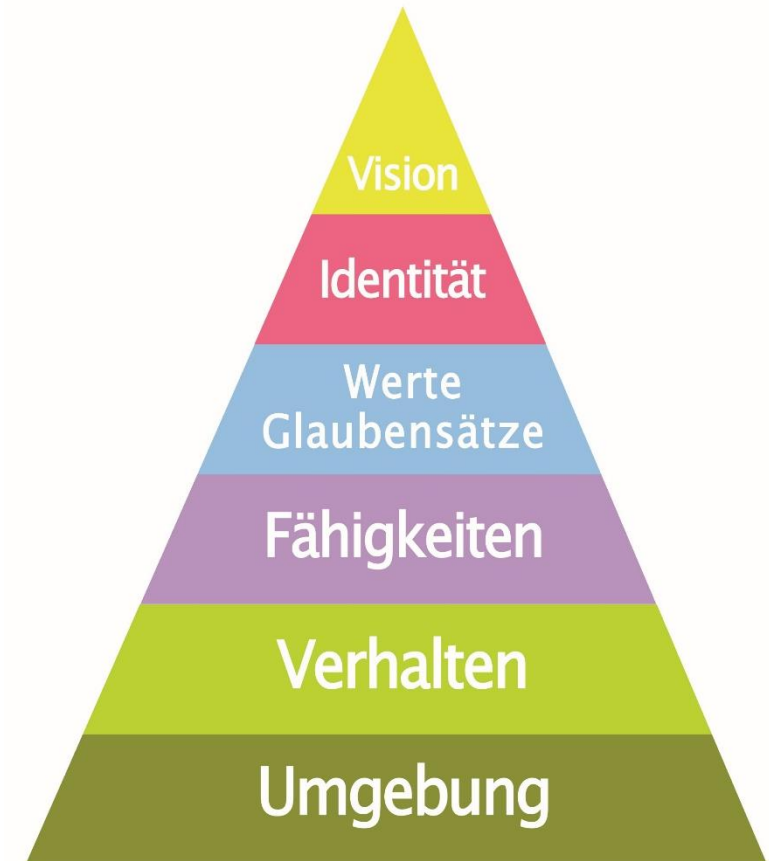 Vision
Identität
Werte
Glaubensätze
Fähigkeiten
Verhalten
Umgebung